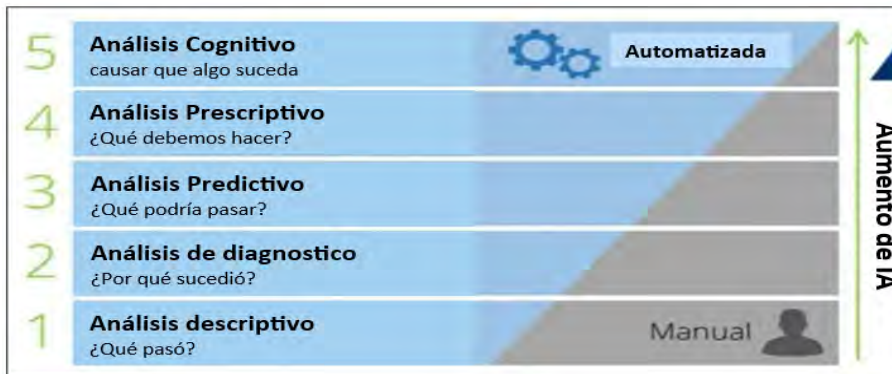 5
Análisis Cognitivo
causar que algo suceda
Automatizada
4
Análisis Prescriptivo
¿Qué debemos hacer?
3
Análisis Predictivo
¿Qué podría pasar?
2
Análisis de diagnostico
¿Por qué sucedió?
1
Análisis descriptivo
¿Qué pasó?
Manual
Aumento de IA